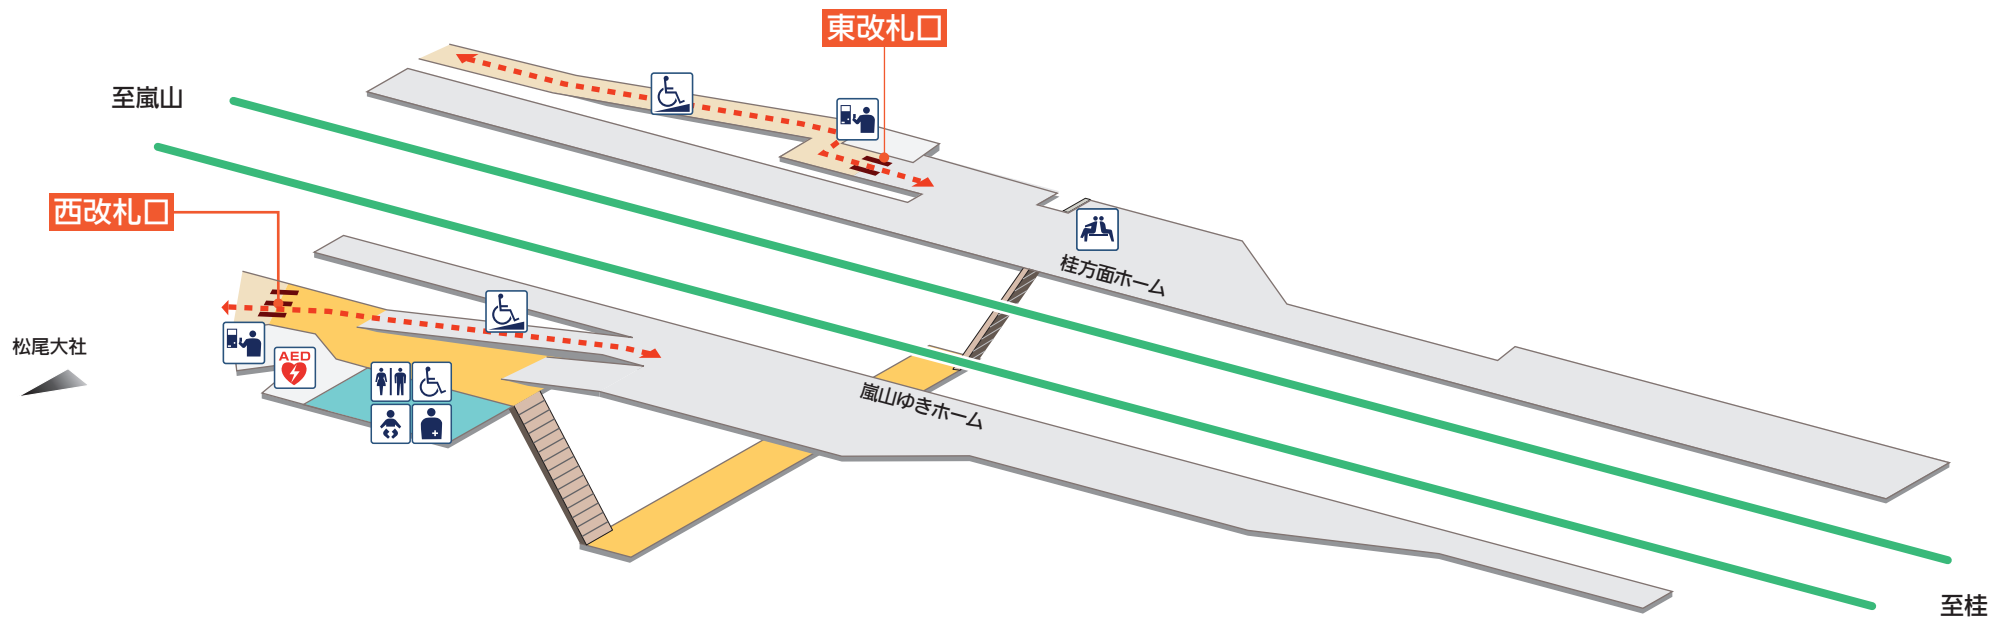 東改札口
至嵐山
西改札口
桂方面ホーム
松尾大社
AED
嵐山ゆきホーム
至桂